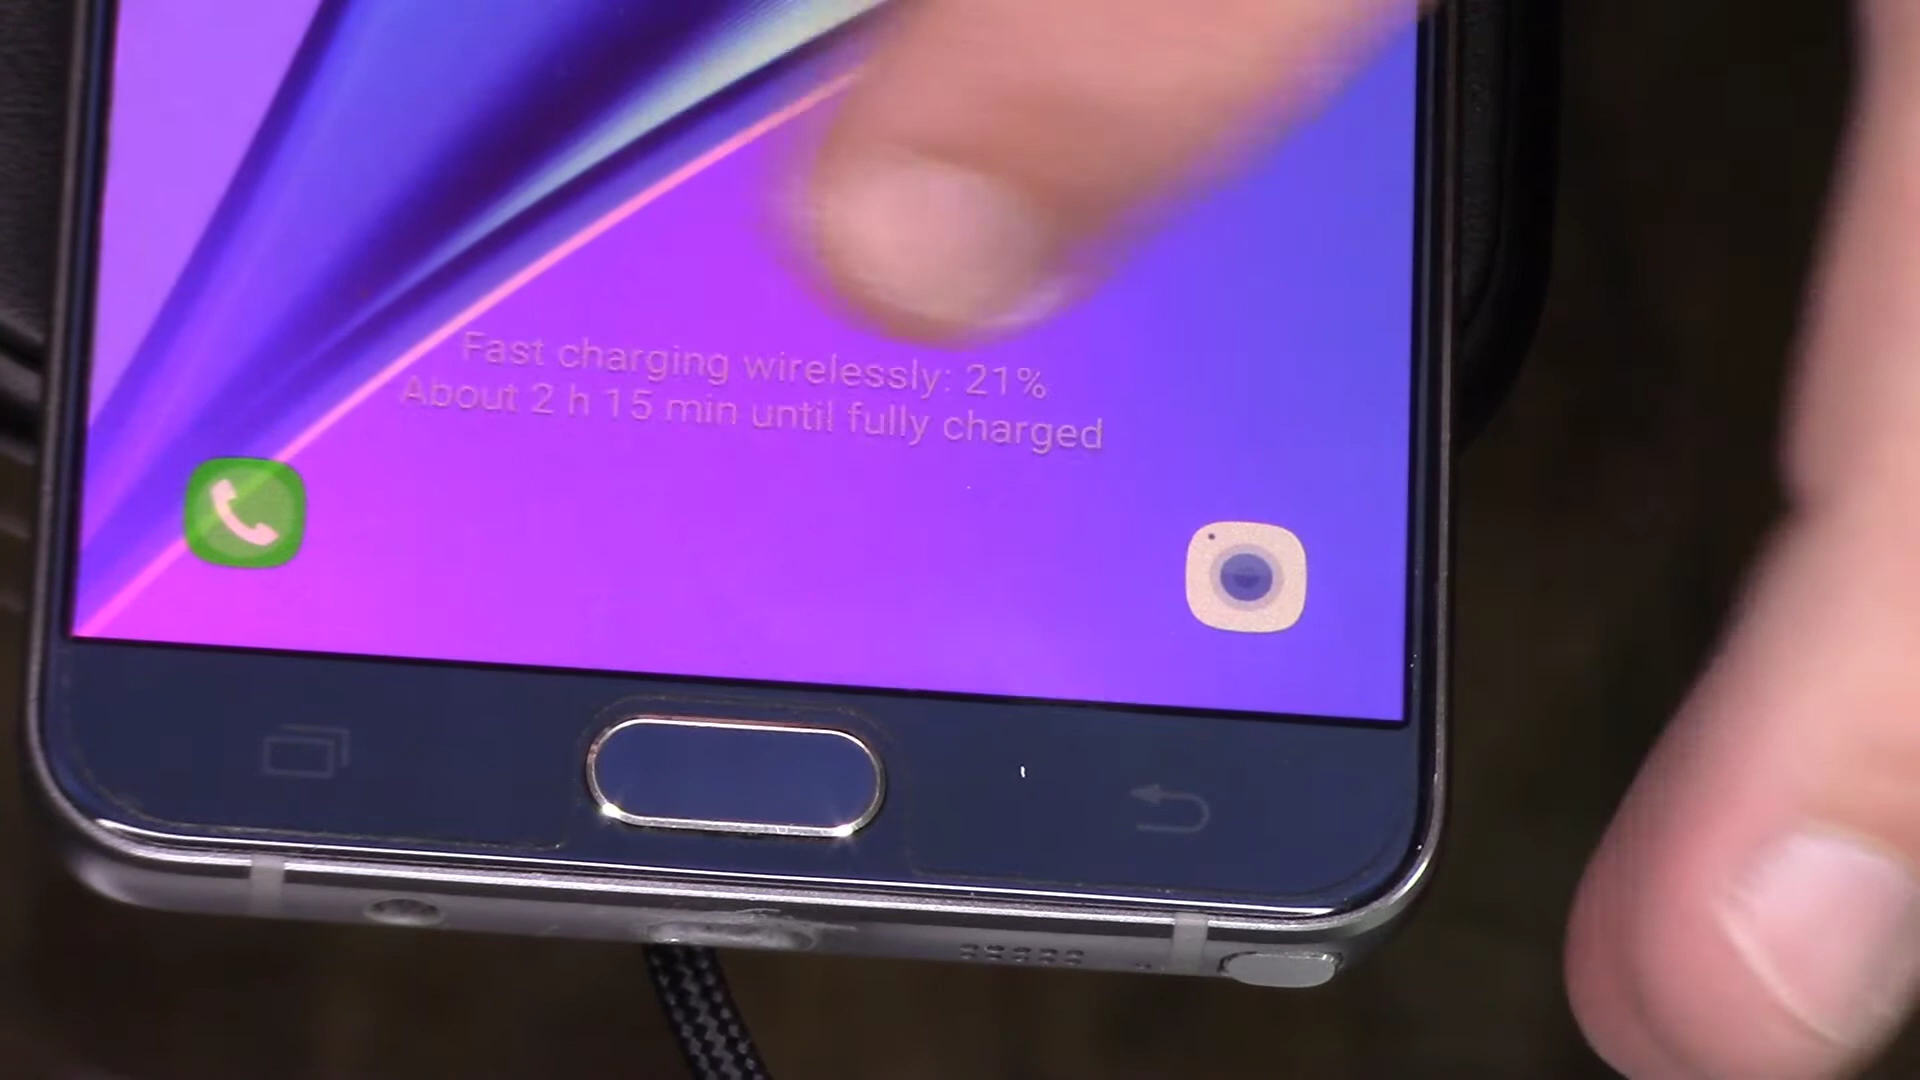 Fast charging wirelessly: 21%
About 2 h 15 min until fully charged